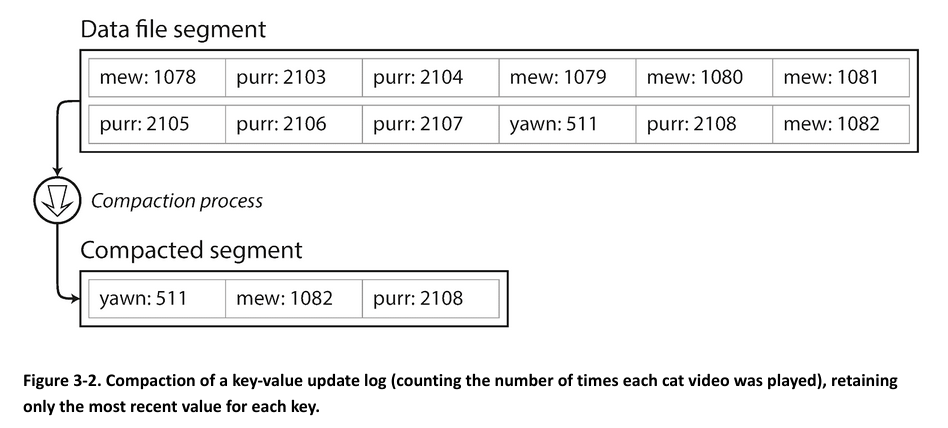 Data file segment
mew: 1078 purr: 2103 purr: 2104 mew: 1079 mew: 1080 mew: 1081
purr: 2105 purr: 2106 purr: 2107 yawn: 511 purr: 2108 mew: 1082
Compaction process
Compacted segment
yawn: 511 mew: 1082 purr: 2108
Figure 3-2. Compaction of a key-value update log (counting the number of times each cat video was played), retaining
only the most recent value for each key.